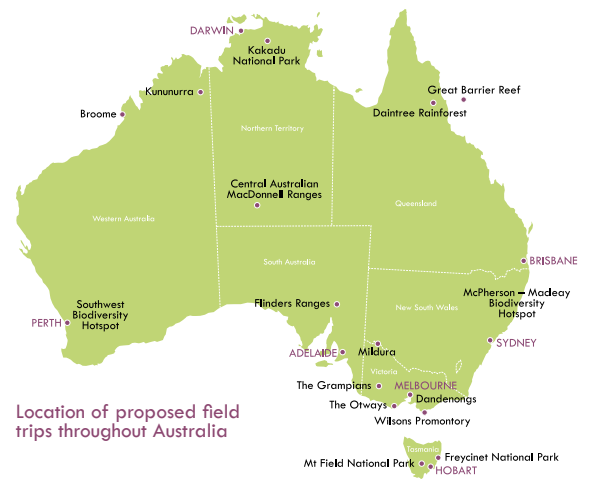 DARWIN
Kakadu
National Park
Kununurra
Great Barrier Reef
Broome
Daintree Rainforest
Northern Territory
Central Australian
MacDonnell Ranges
Queensland
Western Australia
South Australia
BRISBANE
McPherson – Macleay
Biodiversity
Hotspot
Flinders Ranges
New South Wales
Southwest
Biodiversity
Hotspot
PERTH
SYDNEY
ADELAIDE
Mildura
Victoria
The Grampians
MELBOURNE
Dandenongs
The Otways
Wilsons Promontory
Location of proposed field
trips throughout Australia
Tasmania
Freycinet National Park
Mt Field National Park
HOBART